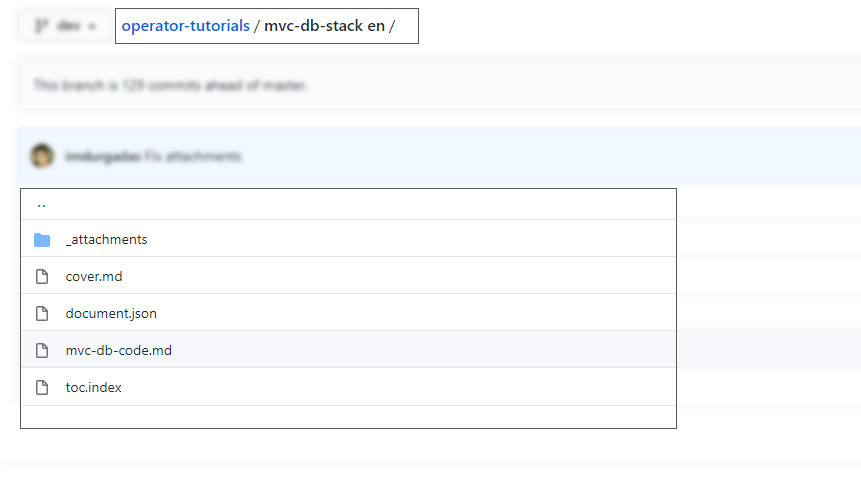 dev
operator-tutorials / mvc-db-stack en /
This branch is 129 commits ahead of master.
imdurgadas Fix attachments
..
_attachments
cover.md
document.json
mvc-db-code.md
toc.index